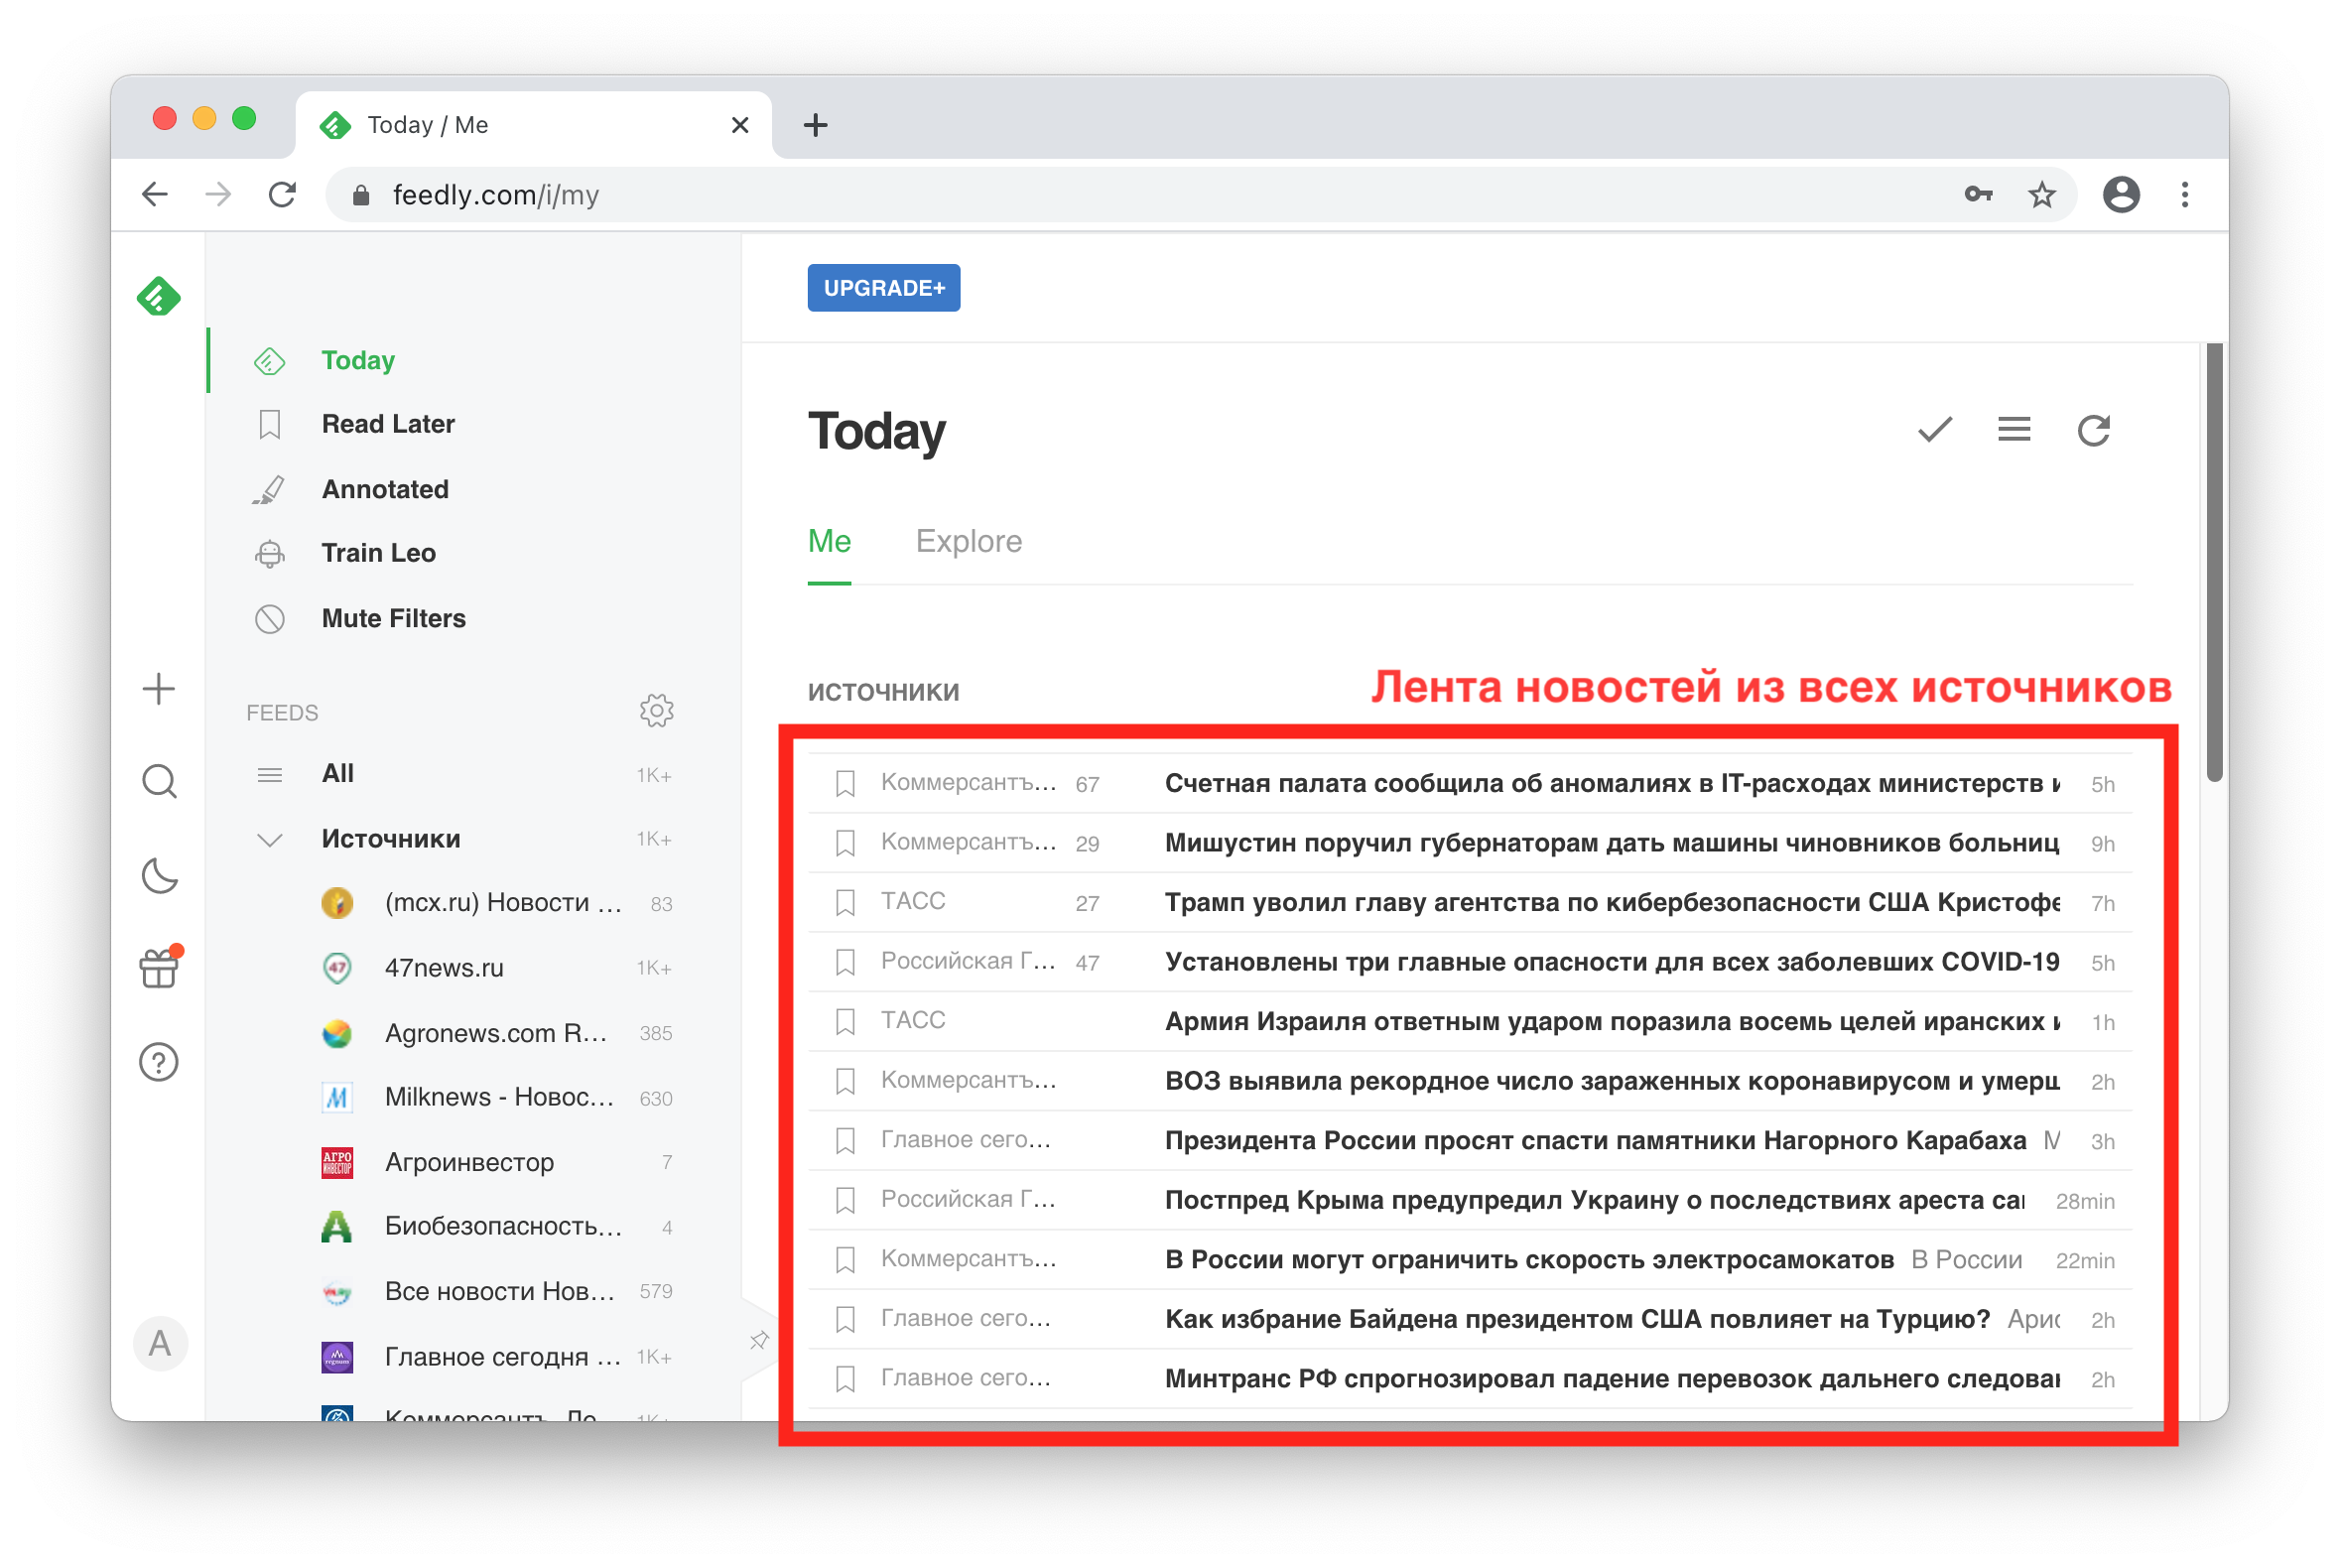 Today / Me
feedly.com/i/my
UPGRADE+
Today
Read Later
Annotated
Train Leo
Mute Filters
FEEDS
All 1K+
Источники 1K+
(mcx.ru) Новости ... 83
47 47news.ru 1K+
Agronews.com R... 385
Milknews - Новос... 630
АГРО ИНВЕСТОР Агроинвестор 7
Биобезопасность... 4
Все новости Нов... 579
Главное сегодня ... 1K+
Коммерсантъ. Ло 1K+
A
Today
Me Explore
ИСТОЧНИКИ
Лента новостей из всех источников
Коммерсантъ... 67 Счетная палата сообщила об аномалиях в IT-расходах министерств и 5h
Коммерсантъ... 29 Мишустин поручил губернаторам дать машины чиновников больниц 9h
ТАСС 27 Трамп уволил главу агентства по кибербезопасности США Кристофе 7h
Российская Г... 47 Установлены три главные опасности для всех заболевших COVID-19 5h
ТАСС Армия Израиля ответным ударом поразила восемь целей иранских и 1h
Коммерсантъ... ВОЗ выявила рекордное число зараженных коронавирусом и умерш 2h
Главное сего... Президента России просят спасти памятники Нагорного Карабаха М 3h
Российская Г... Постпред Крыма предупредил Украину о последствиях ареста са 28min
Коммерсантъ... В России могут ограничить скорость электросамокатов В России 22min
Главное сего... Как избрание Байдена президентом США повлияет на Турцию? Арис 2h
Главное сего... Минтранс РФ спрогнозировал падение перевозок дальнего следован 2h